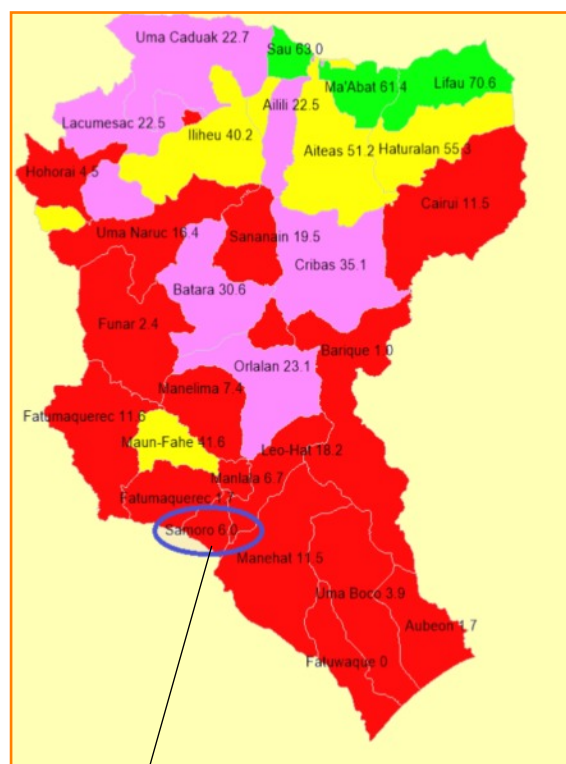 Uma Caduak 22.7
Sau 63.0
Ma'Abat 61.4
Lifau 70.6
Lacumesac 22.5
Ailili 22.5
Iliheu 40.2
Aiteas 51.2
Haturalan 55.3
Hohorai 4.5
Cairui 11.5
Uma Naruc 16.4
Sananain 19.5
Cribas 35.1
Batara 30.6
Funar 2.4
Barique 1.0
Orlalan 23.1
Manelima 7.4
Fatumaquerec 11.6
Maun-Fahe 41.6
Leo-Hat 18.2
Manlala 6.7
Fatumaquerec 1.7
Samoro 6.0
Manehat 11.5
Uma Boco 3.9
Aubeon 1.7
Fatuwaque 0